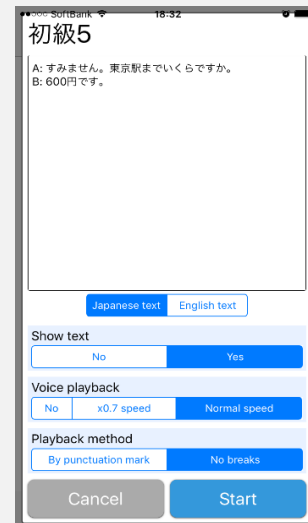 SoftBank 18:32
初級5
A: すみません。東京駅までいくらですか。
B: 600円です。
Japanese text English text
Show text
No Yes
Voice playback
No x0.7 speed Normal speed
Playback method
By punctuation mark No breaks
Cancel Start